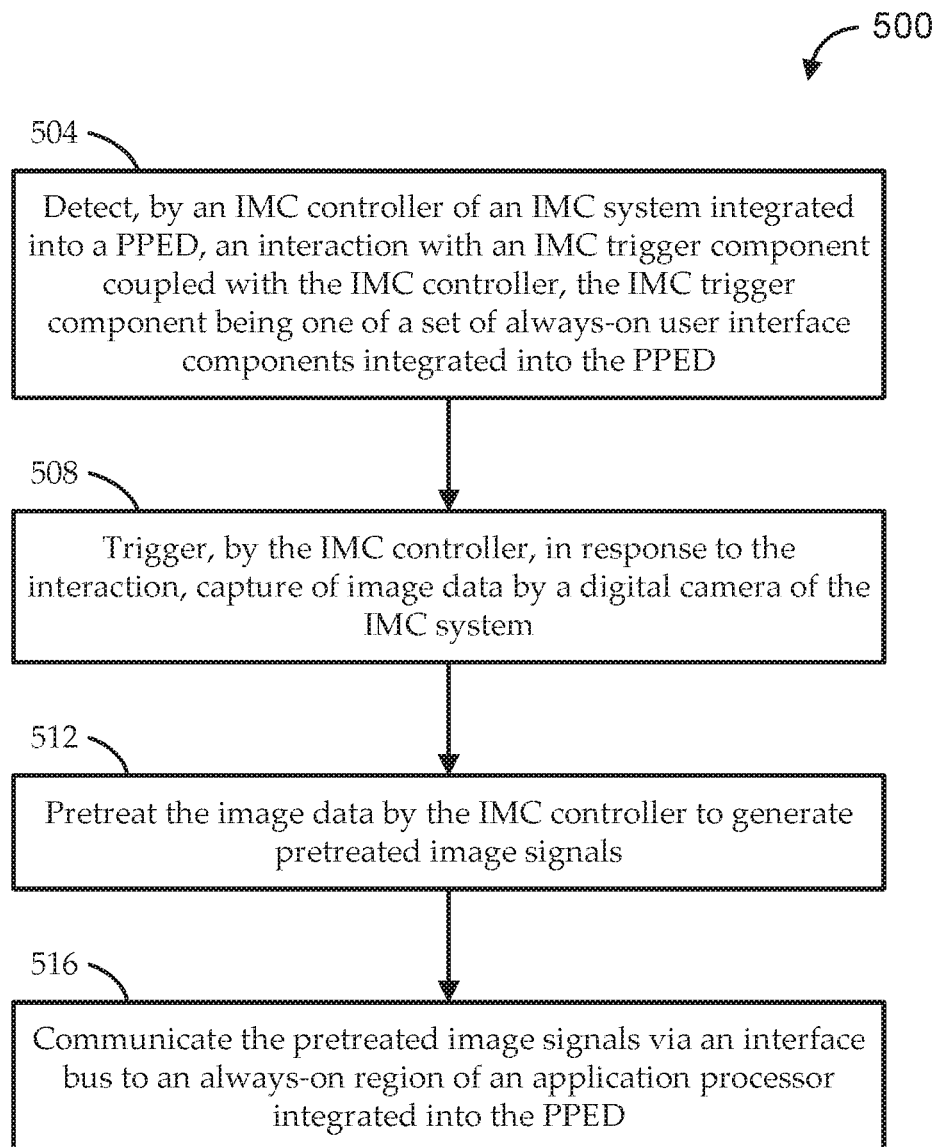 500
504
Detect, by an IMC controller of an IMC system integrated
into a PPED, an interaction with an IMC trigger component
coupled with the IMC controller, the IMC trigger
component being one of a set of always-on user interface
components integrated into the PPED
508
Trigger, by the IMC controller, in response to the
interaction, capture of image data by a digital camera of the
IMC system
512
Pretreat the image data by the IMC controller to generate
pretreated image signals
516
Communicate the pretreated image signals via an interface
bus to an always-on region of an application processor
integrated into the PPED